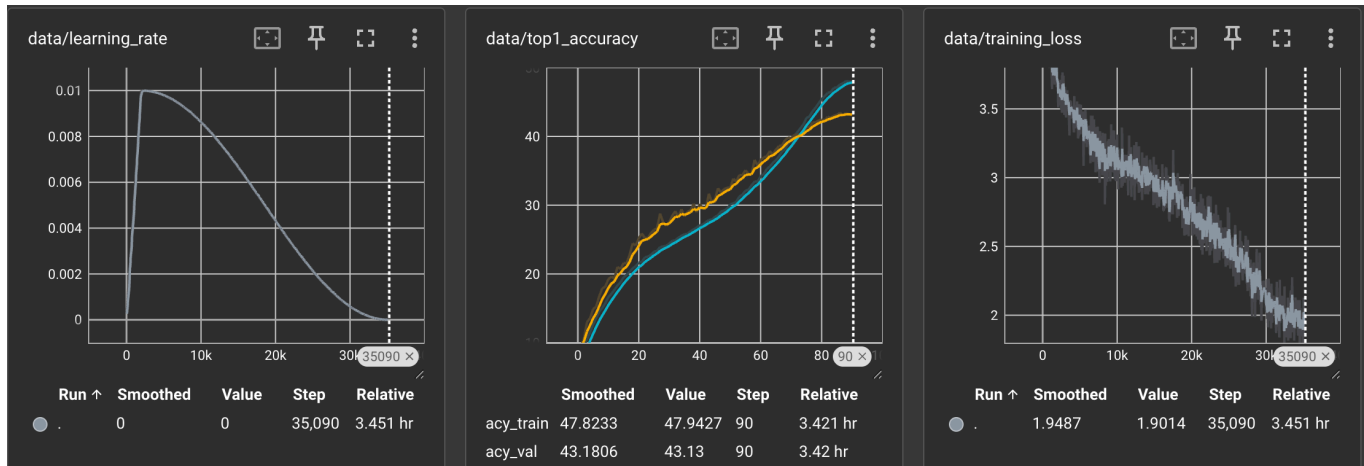 data/learning_rate
0.01
0.008
0.006
0.004
0.002
0
0 10k 20k 30k 35090 ×
Run ↑ Smoothed Value Step Relative
. 0 0 35,090 3.451 hr
data/top1_accuracy
40
30
20
0 20 40 60 80 90 ×
Smoothed Value Step Relative
acy_train 47.8233 47.9427 90 3.421 hr
acy_val 43.1806 43.13 90 3.42 hr
data/training_loss
3.5
3
2.5
2
0 10k 20k 35090 ×
Run ↑ Smoothed Value Step Relative
. 1.9487 1.9014 35,090 3.451 hr